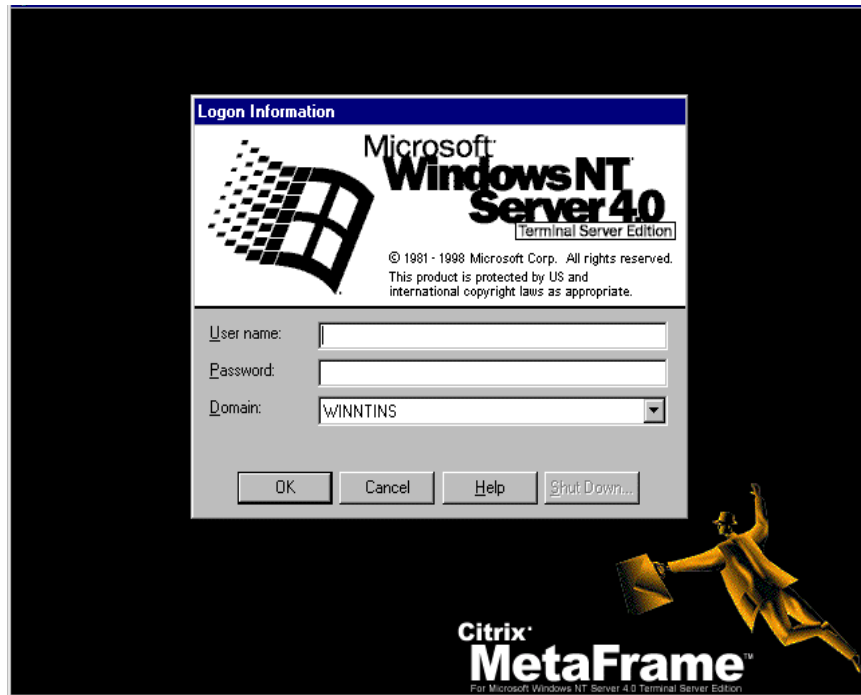 Logon Information
Microsoft
Windows NT
Server 4.0
Terminal Server Edition
© 1981 - 1998 Microsoft Corp. All rights reserved.
This product is protected by US and
international copyright laws as appropriate.
User name:
Password:
Domain: WINNTINS
OK Cancel Help Shut Down...
Citrix
MetaFrame™
For Microsoft Windows NT Server 4.0 Terminal Server Edition